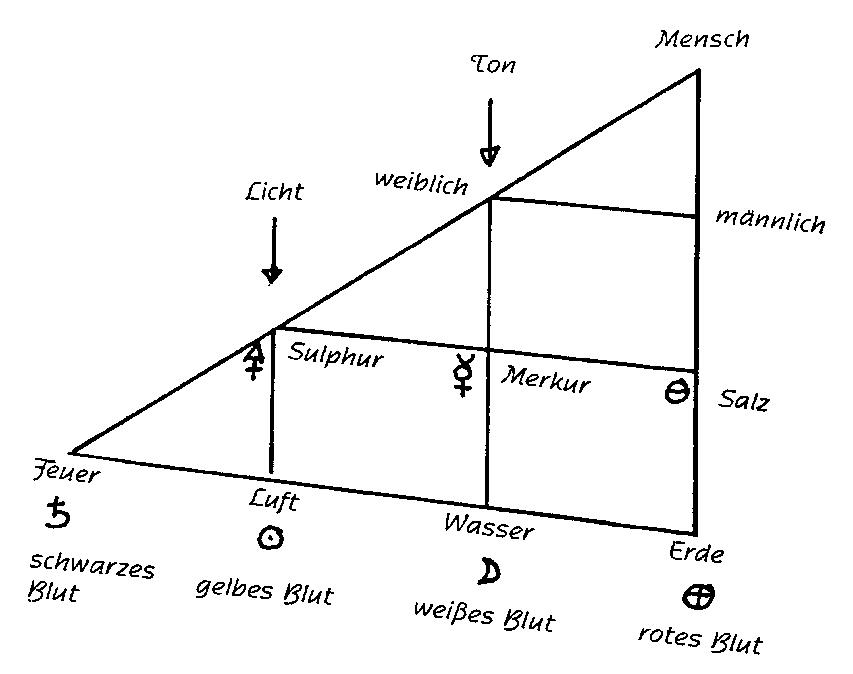 Mensch
Ton
Licht
weiblich
männlich
Sulphur
Merkur
Salz
Feuer
Luft
Wasser
Erde
schwarzes
Blut
gelbes Blut
weißes Blut
rotes Blut